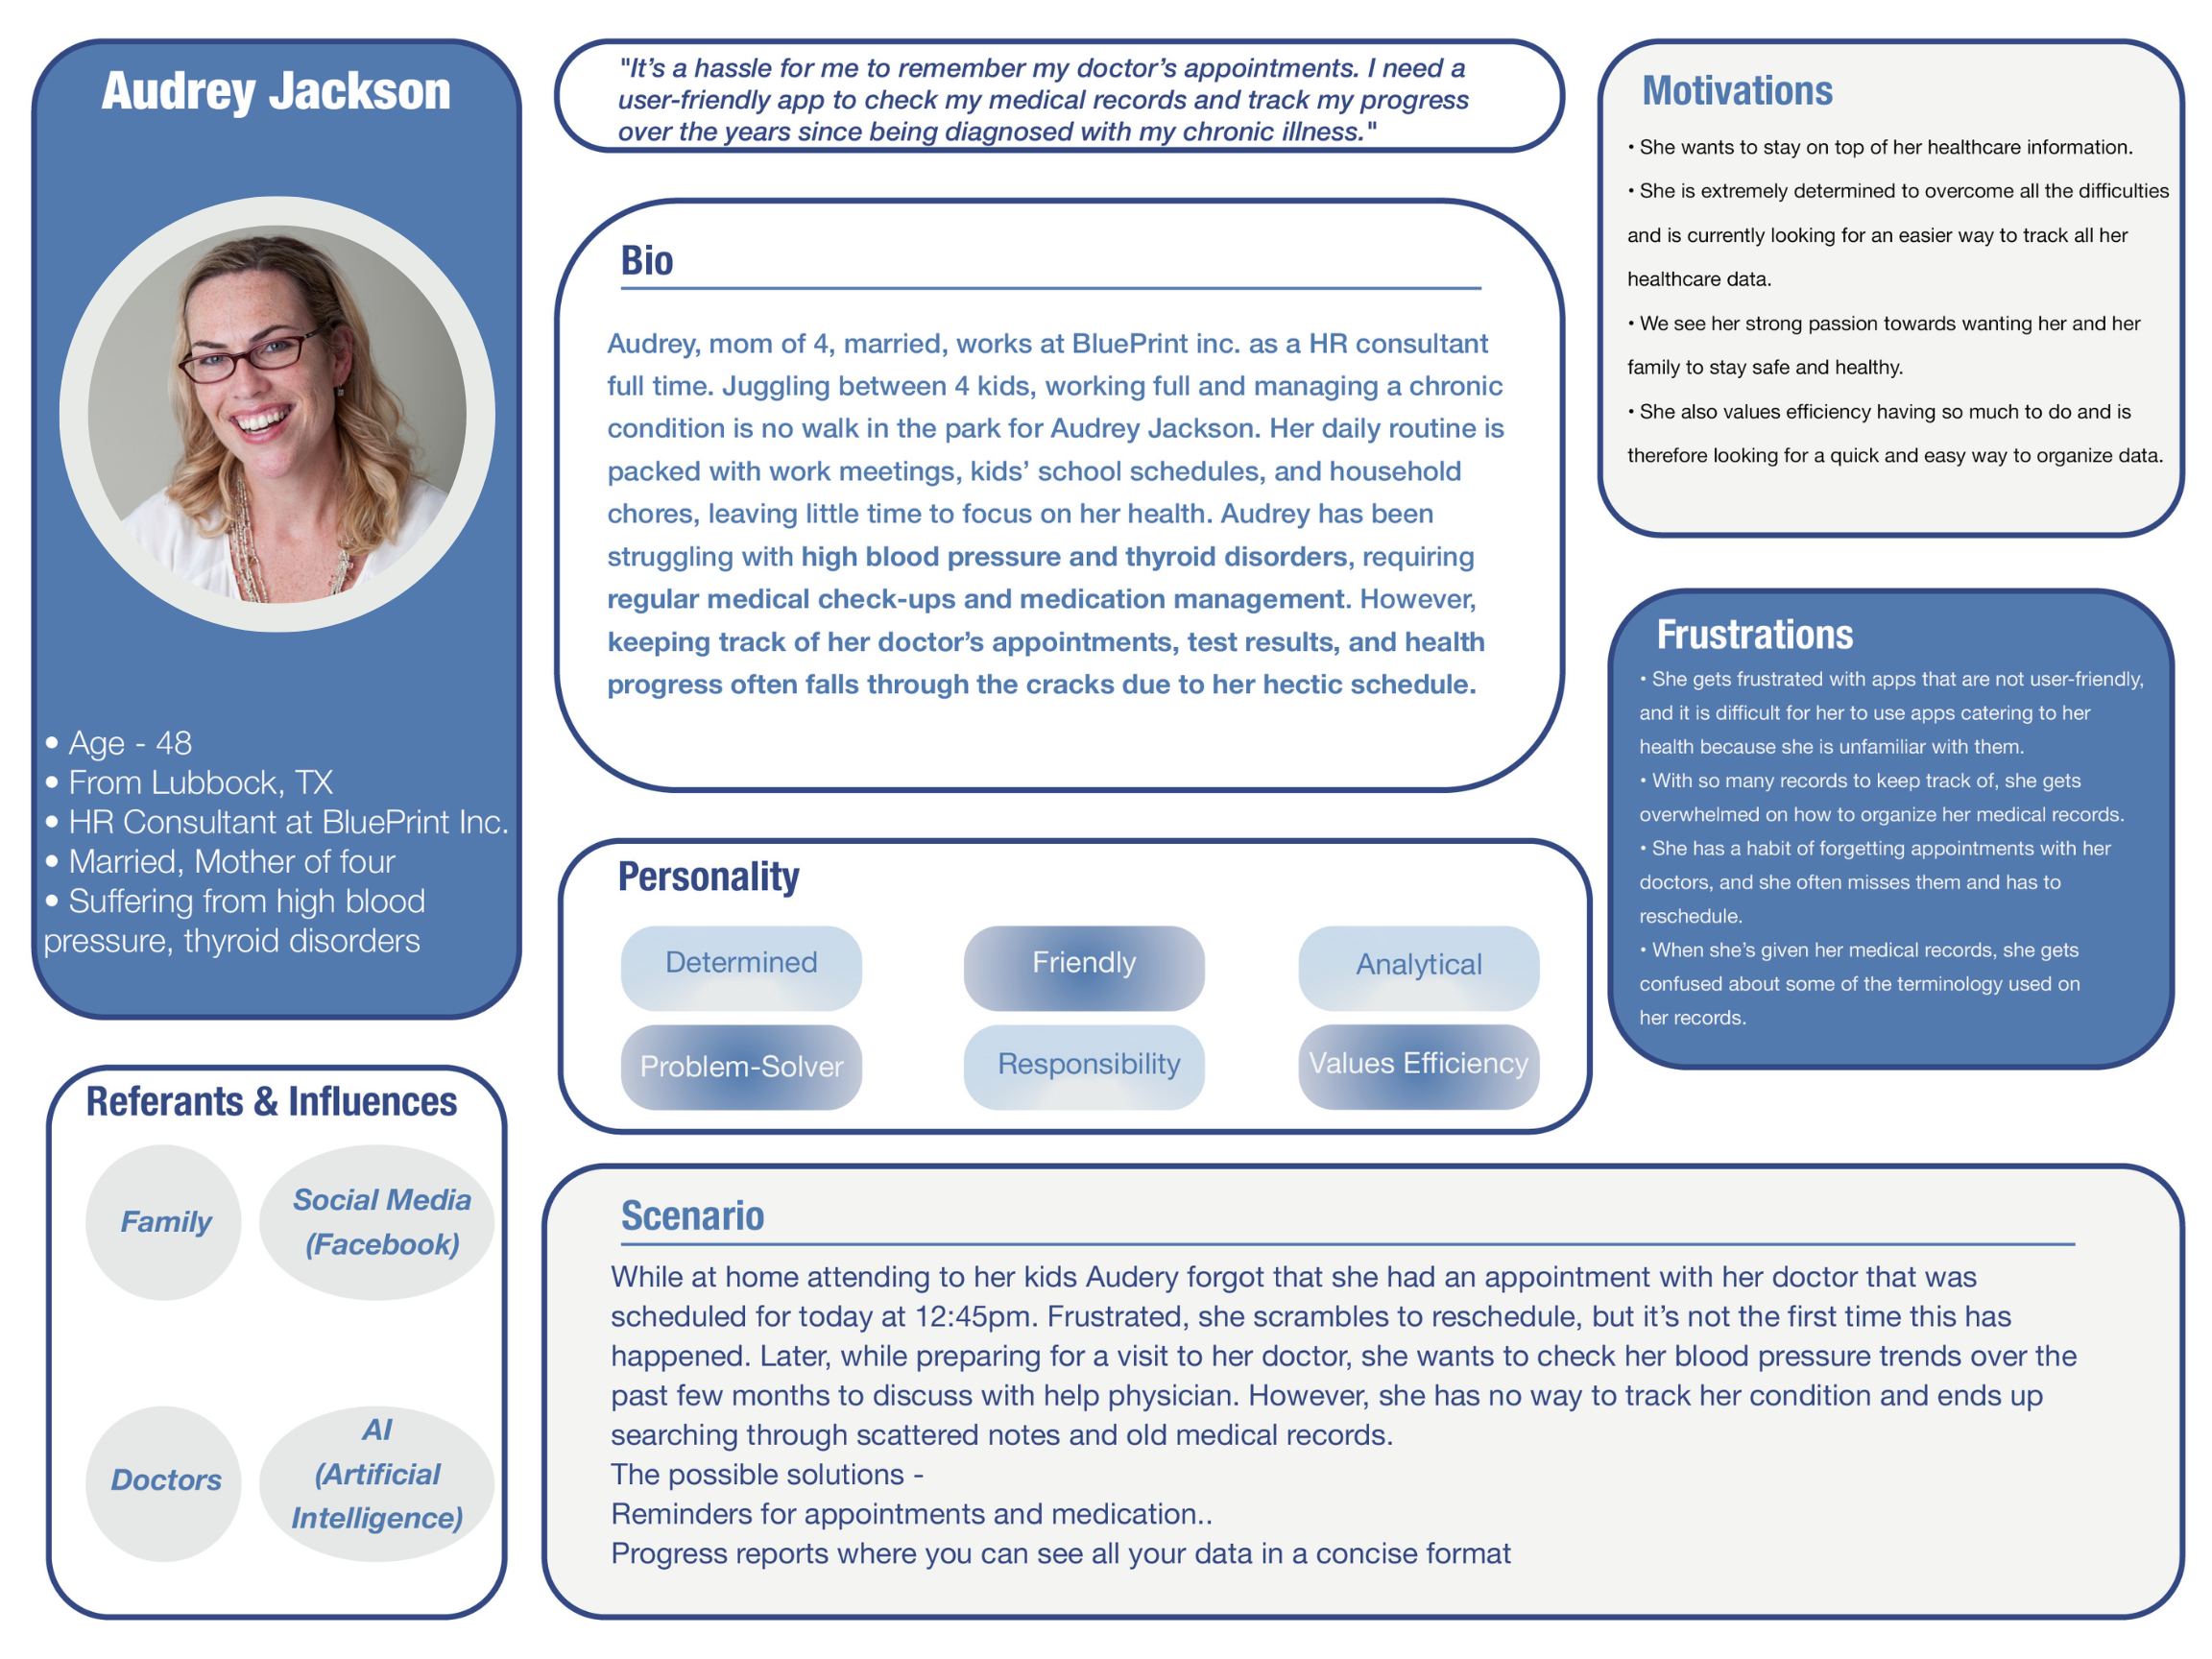 Audrey Jackson
• Age - 48
• From Lubbock, TX
• HR Consultant at BluePrint Inc.
• Married, Mother of four
• Suffering from high blood
pressure, thyroid disorders
Referants & Influences
Family
Social Media
(Facebook)
Doctors
AI
(Artificial
Intelligence)
"It’s a hassle for me to remember my doctor’s appointments. I need a
user-friendly app to check my medical records and track my progress
over the years since being diagnosed with my chronic illness."
Bio
Audrey, mom of 4, married, works at BluePrint inc. as a HR consultant
full time. Juggling between 4 kids, working full and managing a chronic
condition is no walk in the park for Audrey Jackson. Her daily routine is
packed with work meetings, kids’ school schedules, and household
chores, leaving little time to focus on her health. Audrey has been
struggling with high blood pressure and thyroid disorders, requiring
regular medical check-ups and medication management. However,
keeping track of her doctor’s appointments, test results, and health
progress often falls through the cracks due to her hectic schedule.
Personality
Determined
Friendly
Analytical
Problem-Solver
Responsibility
Values Efficiency
Motivations
• She wants to stay on top of her healthcare information.
• She is extremely determined to overcome all the difficulties
and is currently looking for an easier way to track all her
healthcare data.
• We see her strong passion towards wanting her and her
family to stay safe and healthy.
• She also values efficiency having so much to do and is
therefore looking for a quick and easy way to organize data.
Frustrations
• She gets frustrated with apps that are not user-friendly,
and it is difficult for her to use apps catering to her
health because she is unfamiliar with them.
• With so many records to keep track of, she gets
overwhelmed on how to organize her medical records.
• She has a habit of forgetting appointments with her
doctors, and she often misses them and has to
reschedule.
• When she’s given her medical records, she gets
confused about some of the terminology used on
her records.
Scenario
While at home attending to her kids Audery forgot that she had an appointment with her doctor that was
scheduled for today at 12:45pm. Frustrated, she scrambles to reschedule, but it’s not the first time this has
happened. Later, while preparing for a visit to her doctor, she wants to check her blood pressure trends over the
past few months to discuss with help physician. However, she has no way to track her condition and ends up
searching through scattered notes and old medical records.
The possible solutions -
Reminders for appointments and medication..
Progress reports where you can see all your data in a concise format